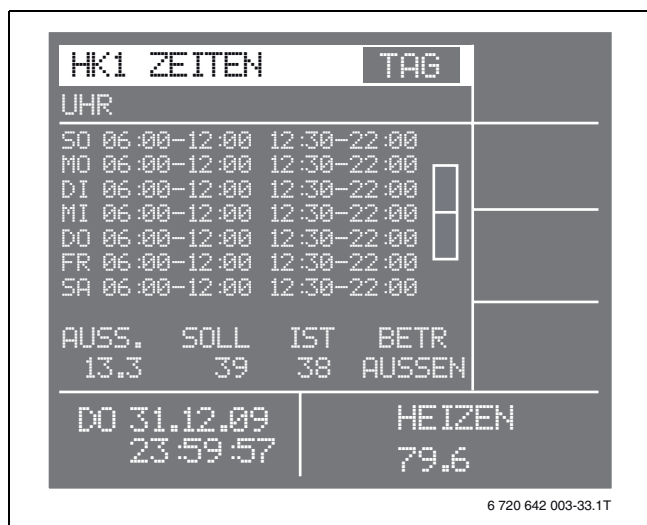 HK1 ZEITEN TAG
UHR
SO 06:00-12:00 12:30-22:00
MO 06:00-12:00 12:30-22:00
DI 06:00-12:00 12:30-22:00
MI 06:00-12:00 12:30-22:00
DO 06:00-12:00 12:30-22:00
FR 06:00-12:00 12:30-22:00
SA 06:00-12:00 12:30-22:00
AUSS. SOLL IST BETR
13.3 39 38 AUSSEN
DO 31.12.09 HEIZEN
23:59:57 79.6
6 720 642 003-33.1T